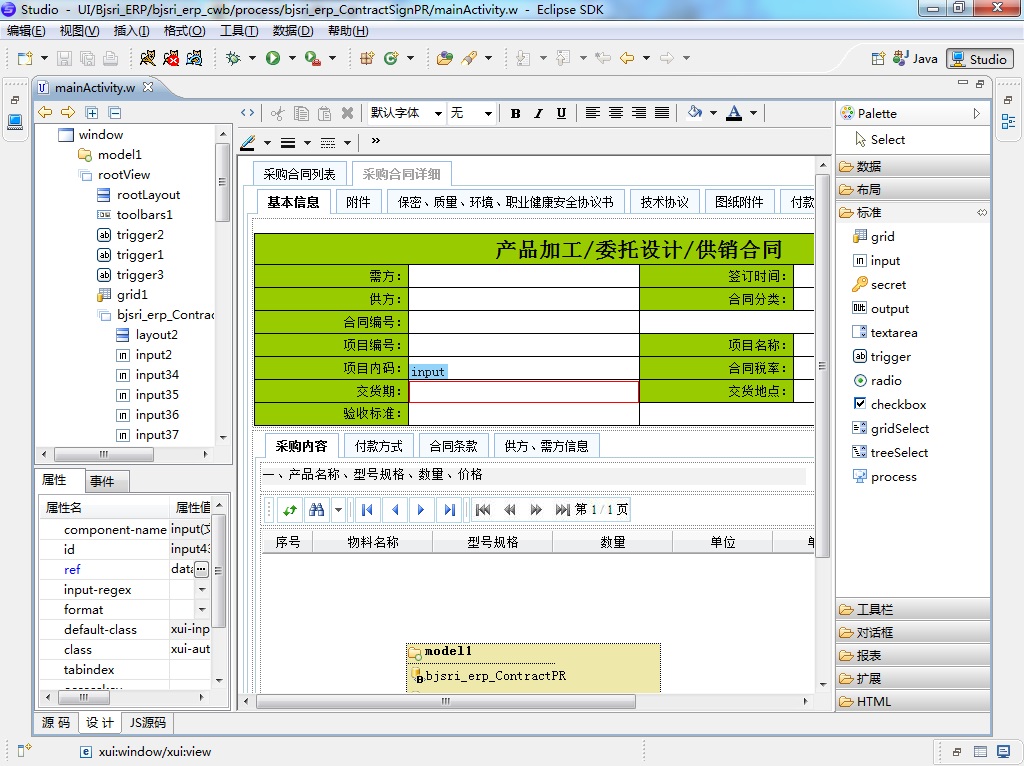 Studio - UI/Bjsri_ERP/bjsri_erp_cwb/process/bjsri_erp_ContractSignPR/mainActivity.w - Eclipse SDK
编辑(E) 视图(V) 插入(I) 格式(O) 工具(T) 数据(D) 帮助(H)
Java Studio
mainActivity.w
window
model1
rootView
rootLayout
toolbars1
trigger2
trigger1
trigger3
grid1
bjsri_erp_Contrac
layout2
input2
input34
input35
input36
input37
属性 事件
属性名 属性值
component-name input(文
id input43
ref data
input-regex
format
default-class xui-inp
class xui-aut
tabindex
源 码 设 计 JS源码
默认字体 无 B I U A
»
采购合同列表 采购合同详细
基本信息 附件 保密、质量、环境、职业健康安全协议书 技术协议 图纸附件 付款
产品加工/委托设计/供销合同
需方: 签订时间:
供方: 合同分类:
合同编号:
项目编号: 项目名称:
项目内码: input 合同税率:
交货期: 交货地点:
验收标准:
采购内容 付款方式 合同条款 供方、需方信息
一、产品名称、型号规格、数量、价格
第 1/1 页
序号 物料名称 型号规格 数量 单位 单
model1
bjsri_erp_ContractPR
Palette
Select
数据
布局
标准
grid
input
secret
output
textarea
trigger
radio
checkbox
gridSelect
treeSelect
process
工具栏
对话框
报表
扩展
HTML
xui:window/xui:view